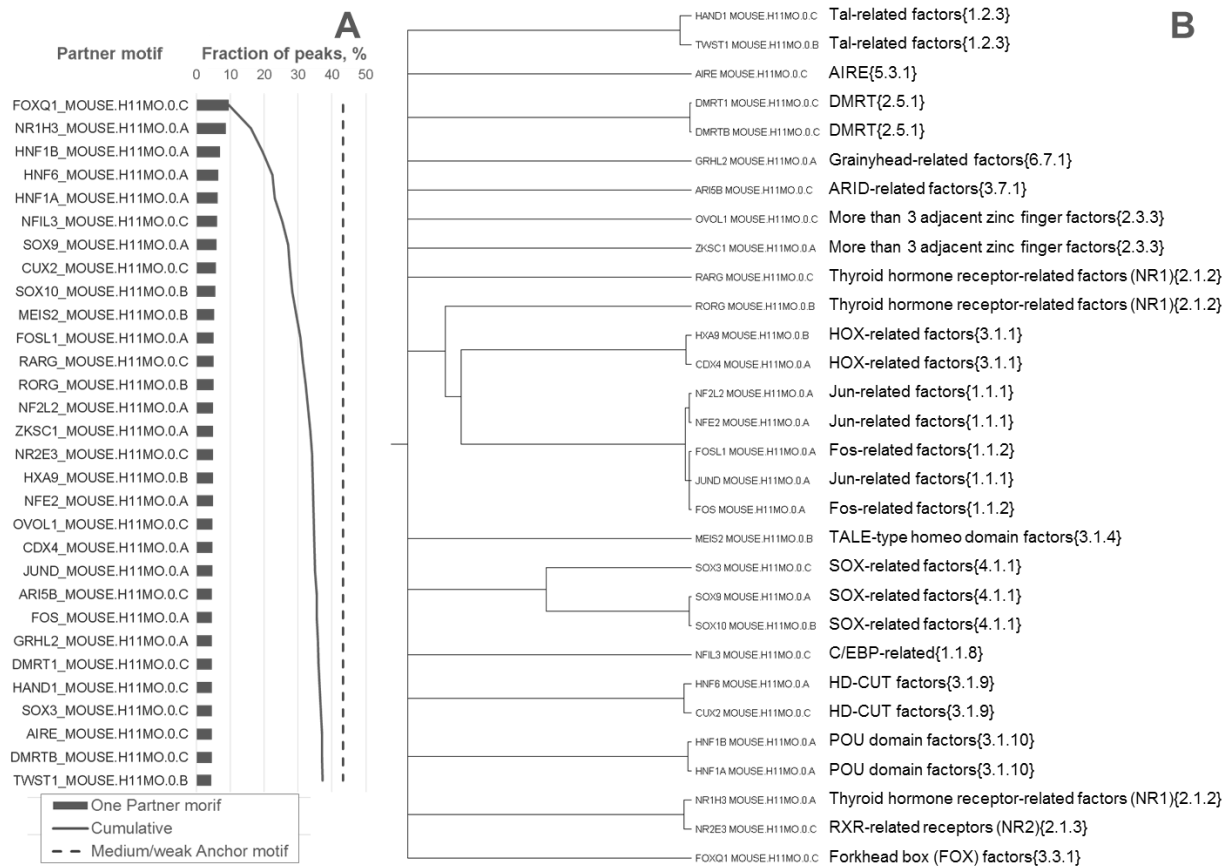 A
Partner motif Fraction of peaks, %
0 10 20 30 40 50
FOXQ1_MOUSE.H11MO.0.C
NR1H3_MOUSE.H11MO.0.A
HNF1B_MOUSE.H11MO.0.A
HNF6_MOUSE.H11MO.0.A
HNF1A_MOUSE.H11MO.0.A
NFIL3_MOUSE.H11MO.0.C
SOX9_MOUSE.H11MO.0.A
CUX2_MOUSE.H11MO.0.C
SOX10_MOUSE.H11MO.0.B
MEIS2_MOUSE.H11MO.0.B
FOSL1_MOUSE.H11MO.0.A
RARG_MOUSE.H11MO.0.C
RORG_MOUSE.H11MO.0.B
NF2L2_MOUSE.H11MO.0.A
ZKSC1_MOUSE.H11MO.0.A
NR2E3_MOUSE.H11MO.0.C
HXA9_MOUSE.H11MO.0.B
NFE2_MOUSE.H11MO.0.A
OVOL1_MOUSE.H11MO.0.C
CDX4_MOUSE.H11MO.0.A
JUND_MOUSE.H11MO.0.A
ARI5B_MOUSE.H11MO.0.C
FOS_MOUSE.H11MO.0.A
GRHL2_MOUSE.H11MO.0.A
DMRT1_MOUSE.H11MO.0.C
HAND1_MOUSE.H11MO.0.C
SOX3_MOUSE.H11MO.0.C
AIRE_MOUSE.H11MO.0.C
DMRTB_MOUSE.H11MO.0.C
TWST1_MOUSE.H11MO.0.B
One Partner morif
Cumulative
Medium/weak Anchor motif
B
HAND1 MOUSE.H11MO.0.C Tal-related factors{1.2.3}
TWST1 MOUSE.H11MO.0.B Tal-related factors{1.2.3}
AIRE MOUSE.H11MO.0.C AIRE{5.3.1}
DMRT1 MOUSE.H11MO.0.C DMRT{2.5.1}
DMRTB MOUSE.H11MO.0.C DMRT{2.5.1}
GRHL2 MOUSE.H11MO.0.A Grainyhead-related factors{6.7.1}
ARI5B MOUSE.H11MO.0.C ARID-related factors{3.7.1}
OVOL1 MOUSE.H11MO.0.C More than 3 adjacent zinc finger factors{2.3.3}
ZKSC1 MOUSE.H11MO.0.A More than 3 adjacent zinc finger factors{2.3.3}
RARG MOUSE.H11MO.0.C Thyroid hormone receptor-related factors (NR1){2.1.2}
RORG MOUSE.H11MO.0.B Thyroid hormone receptor-related factors (NR1){2.1.2}
HXA9 MOUSE.H11MO.0.B HOX-related factors{3.1.1}
CDX4 MOUSE.H11MO.0.A HOX-related factors{3.1.1}
NF2L2 MOUSE.H11MO.0.A Jun-related factors{1.1.1}
NFE2 MOUSE.H11MO.0.A Jun-related factors{1.1.1}
FOSL1 MOUSE.H11MO.0.A Fos-related factors{1.1.2}
JUND MOUSE.H11MO.0.A Jun-related factors{1.1.1}
FOS MOUSE.H11MO.0.A Fos-related factors{1.1.2}
MEIS2 MOUSE.H11MO.0.B TALE-type homeo domain factors{3.1.4}
SOX3 MOUSE.H11MO.0.C SOX-related factors{4.1.1}
SOX9 MOUSE.H11MO.0.A SOX-related factors{4.1.1}
SOX10 MOUSE.H11MO.0.B SOX-related factors{4.1.1}
NFIL3 MOUSE.H11MO.0.C C/EBP-related{1.1.8}
HNF6 MOUSE.H11MO.0.A HD-CUT factors{3.1.9}
CUX2 MOUSE.H11MO.0.C HD-CUT factors{3.1.9}
HNF1B MOUSE.H11MO.0.A POU domain factors{3.1.10}
HNF1A MOUSE.H11MO.0.A POU domain factors{3.1.10}
NR1H3 MOUSE.H11MO.0.A Thyroid hormone receptor-related factors (NR1){2.1.2}
NR2E3 MOUSE.H11MO.0.C RXR-related receptors (NR2){2.1.3}
FOXQ1 MOUSE.H11MO.0.C Forkhead box (FOX) factors{3.3.1}